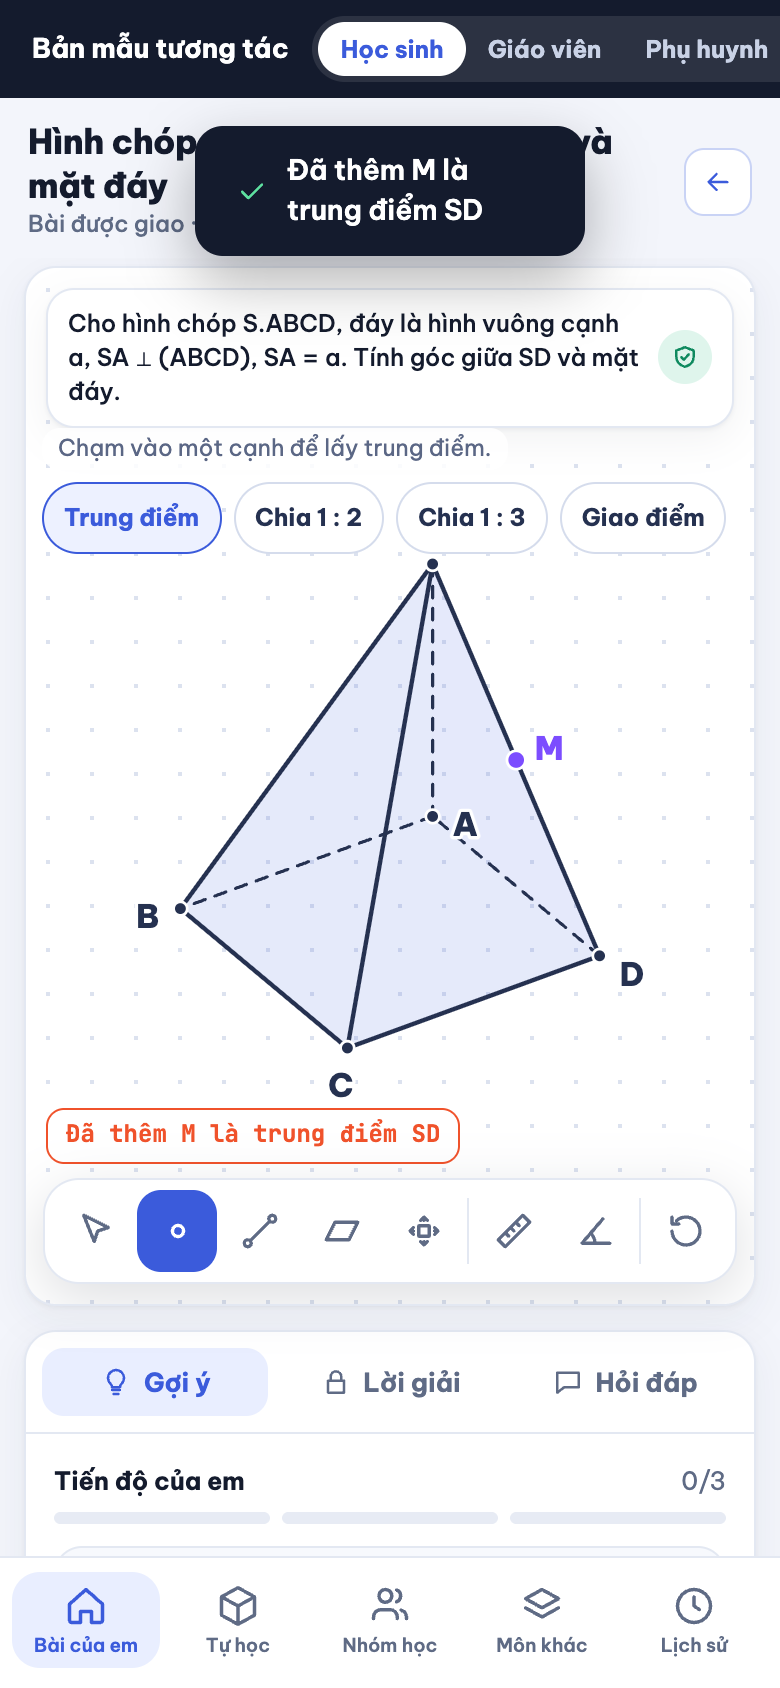 Bản mẫu tương tác
Học sinh
Giáo viên
Phụ huynh
Hình chóp
và
mặt đáy
Bài được giao
Đã thêm M là
trung điểm SD
Cho hình chóp S.ABCD, đáy là hình vuông cạnh
a, SA ⊥ (ABCD), SA = a. Tính góc giữa SD và mặt
đáy.
Chạm vào một cạnh để lấy trung điểm.
Trung điểm
Chia 1 : 2
Chia 1 : 3
Giao điểm
M
A
B
D
C
Đã thêm M là trung điểm SD
Gợi ý
Lời giải
Hỏi đáp
Tiến độ của em
0/3
Bài của em
Tự học
Nhóm học
Môn khác
Lịch sử